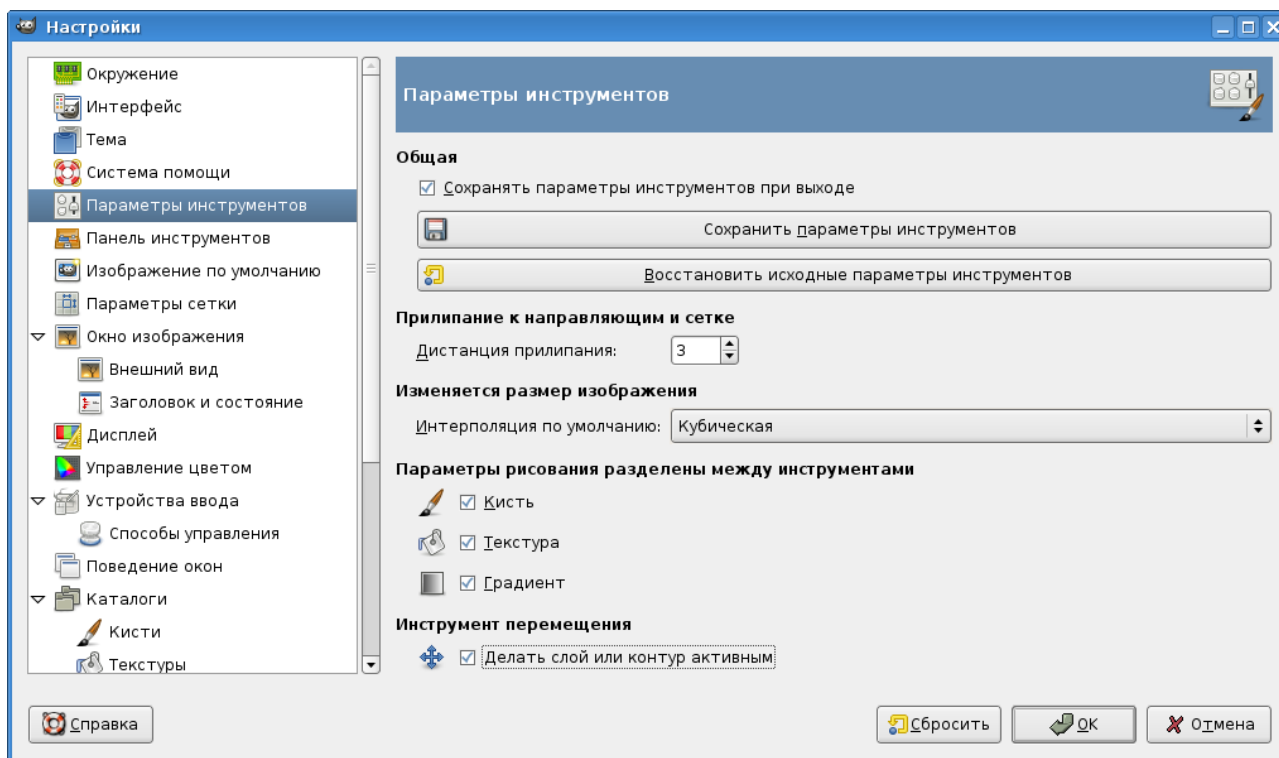 Настройки
Окружение
Интерфейс
Тема
Система помощи
Параметры инструментов
Панель инструментов
Изображение по умолчанию
Параметры сетки
Окно изображения
Внешний вид
Заголовок и состояние
Дисплей
Управление цветом
Устройства ввода
Способы управления
Поведение окон
Каталоги
Кисти
Текстуры
Параметры инструментов
Общая
Сохранять параметры инструментов при выходе
Сохранить параметры инструментов
Восстановить исходные параметры инструментов
Прилипание к направляющим и сетке
Дистанция прилипания: 3
Изменяется размер изображения
Интерполяция по умолчанию: Кубическая
Параметры рисования разделены между инструментами
Кисть
Текстура
Градиент
Инструмент перемещения
Делать слой или контур активным
Справка
Сбросить
OK
Отмена